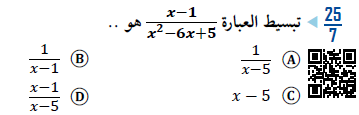 25/7 ◀ تبسيط العبارة (x−1)/(x²−6x+5) هو ..
Ⓐ 1/(x−5) Ⓑ 1/(x−1)
Ⓒ x − 5 Ⓓ (x−1)/(x−5)